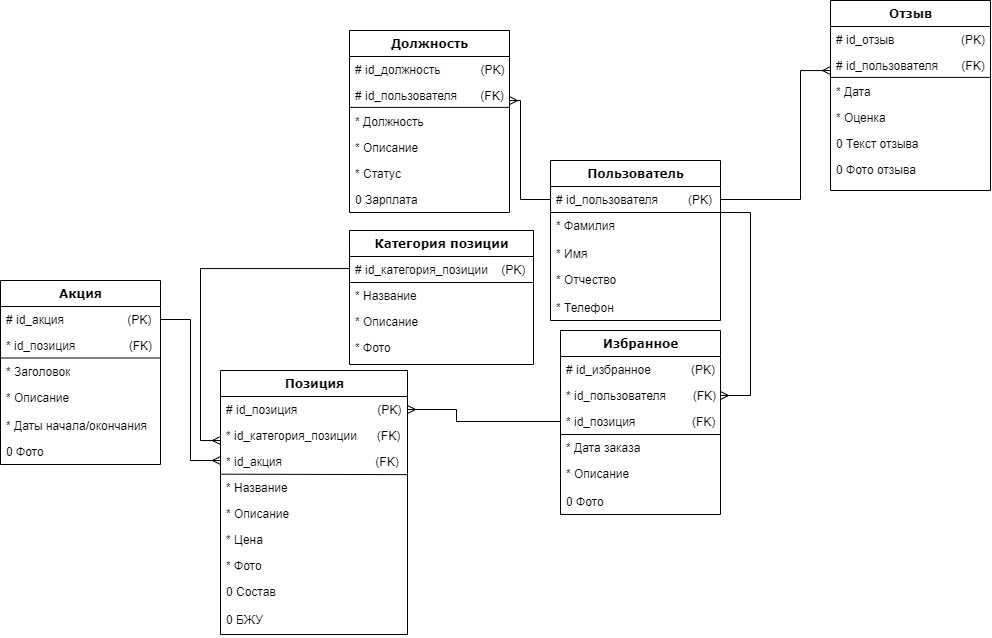 Отзыв
# id_отзыв (PK)
# id_пользователя (FK)
* Дата
* Оценка
0 Текст отзыва
0 Фото отзыва
Должность
# id_должность (PK)
# id_пользователя (FK)
* Должность
* Описание
* Статус
0 Зарплата
Пользователь
# id_пользователя (PK)
* Фамилия
* Имя
* Отчество
* Телефон
Категория позиции
# id_категория_позиции (PK)
* Название
* Описание
* Фото
Акция
# id_акция (PK)
* id_позиция (FK)
* Заголовок
* Описание
* Даты начала/окончания
0 Фото
Избранное
# id_избранное (PK)
* id_пользователя (FK)
* id_позиция (FK)
* Дата заказа
* Описание
0 Фото
Позиция
# id_позиция (PK)
* id_категория_позиции (FK)
* id_акция (FK)
* Название
* Описание
* Цена
* Фото
0 Состав
0 БЖУ